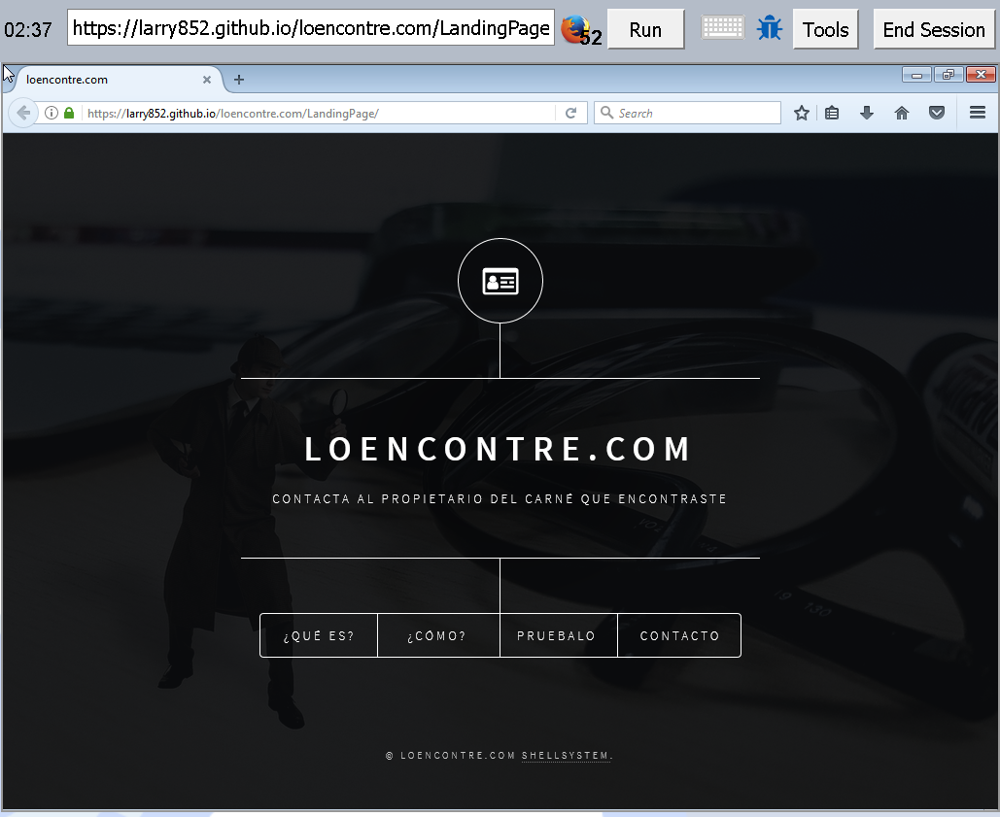 02:37 https://larry852.github.io/loencontre.com/LandingPage 52 Run Tools End Session
loencontre.com
https://larry852.github.io/loencontre.com/LandingPage/ Search
LOENCONTRE.COM
CONTACTA AL PROPIETARIO DEL CARNÉ QUE ENCONTRASTE
¿QUÉ ES? ¿CÓMO? PRUEBALO CONTACTO
© LOENCONTRE.COM SHELLSYSTEM.